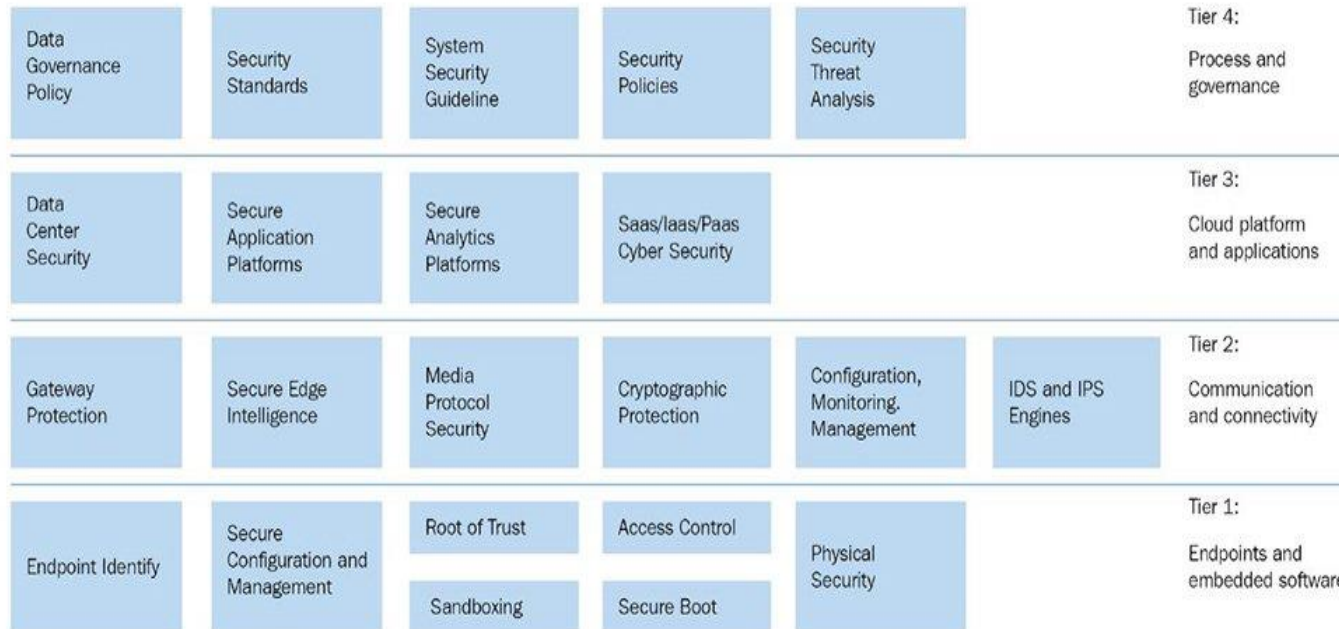 Data
Governance
Policy
Security
Standards
System
Security
Guideline
Security
Policies
Security
Threat
Analysis
Tier 4:
Process and
governance
Data
Center
Security
Secure
Application
Platforms
Secure
Analytics
Platforms
Saas/Iaas/Paas
Cyber Security
Tier 3:
Cloud platform
and applications
Gateway
Protection
Secure Edge
Intelligence
Media
Protocol
Security
Cryptographic
Protection
Configuration,
Monitoring.
Management
IDS and IPS
Engines
Tier 2:
Communication
and connectivity
Endpoint Identify
Secure
Configuration and
Management
Root of Trust
Sandboxing
Access Control
Secure Boot
Physical
Security
Tier 1:
Endpoints and
embedded software